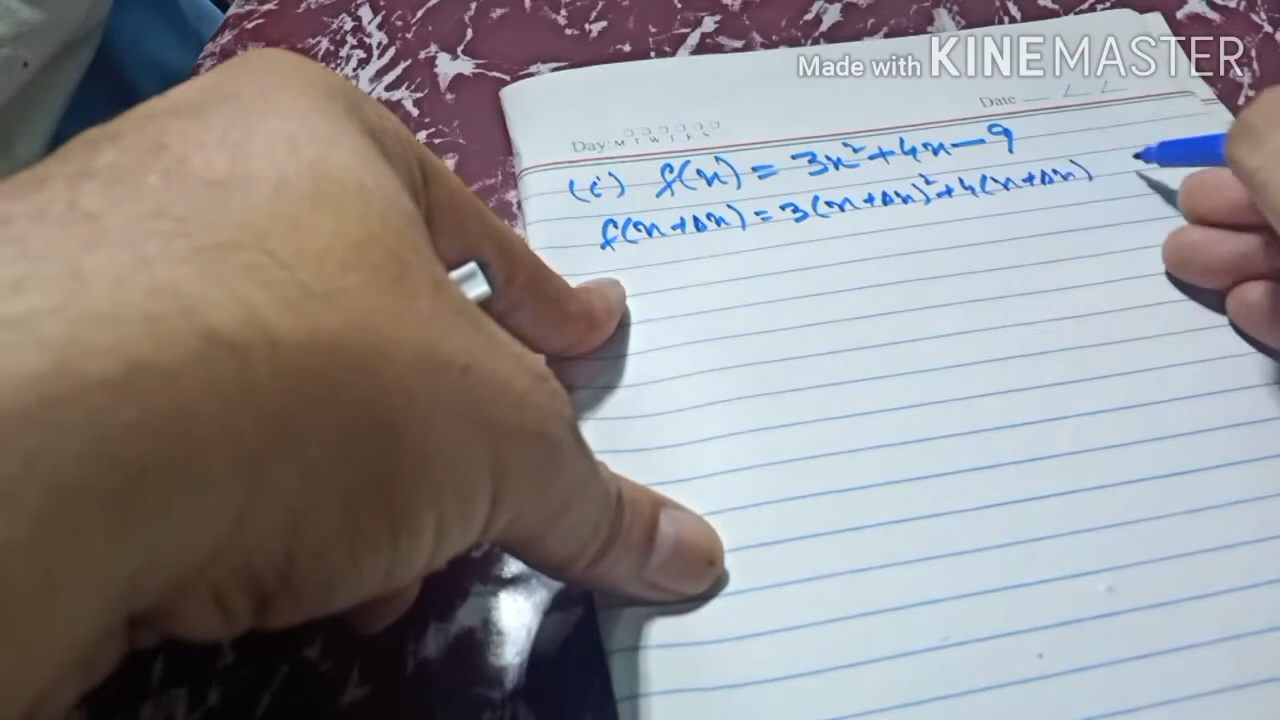 Made with KINEMASTER
Date
Day: M T W T F S
(i) f(x) = 3x² + 4x - 9
f(x+Δx) = 3(x+Δx)² + 4(x+Δx)